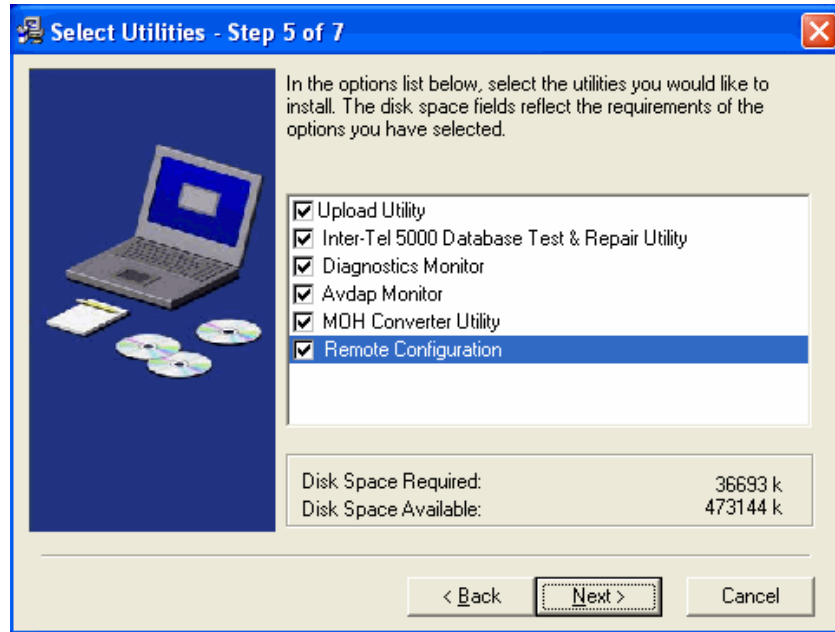 Select Utilities - Step 5 of 7
In the options list below, select the utilities you would like to
install. The disk space fields reflect the requirements of the
options you have selected.
Upload Utility
Inter-Tel 5000 Database Test & Repair Utility
Diagnostics Monitor
Avdap Monitor
MOH Converter Utility
Remote Configuration
Disk Space Required: 36693 k
Disk Space Available: 473144 k
< Back Next > Cancel